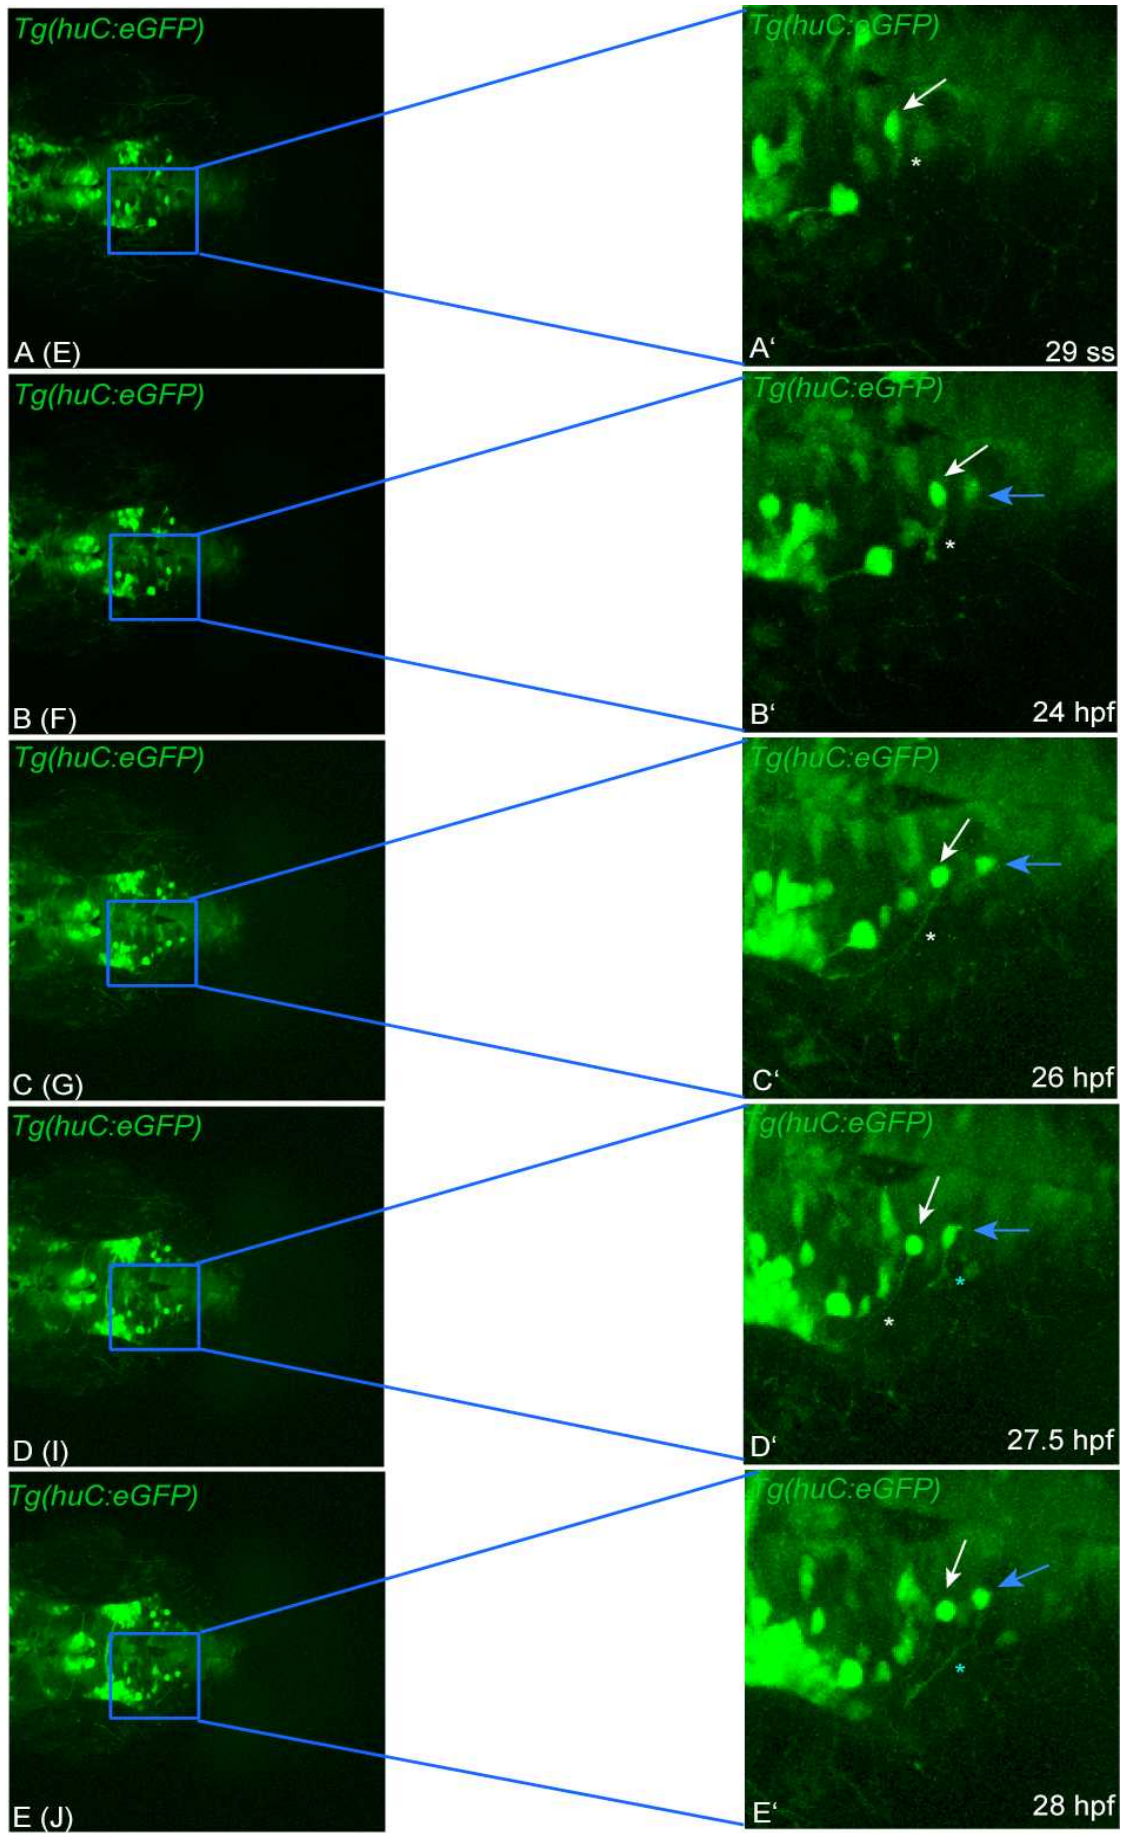 Tg(huC:eGFP)
A (E)
Tg(huC:eGFP)
A‘
29 ss
Tg(huC:eGFP)
B (F)
Tg(huC:eGFP)
*
B‘
24 hpf
Tg(huC:eGFP)
C (G)
Tg(huC:eGFP)
*
C‘
26 hpf
Tg(huC:eGFP)
D (I)
Tg(huC:eGFP)
*
*
D‘
27.5 hpf
Tg(huC:eGFP)
E (J)
Tg(huC:eGFP)
*
E‘
28 hpf